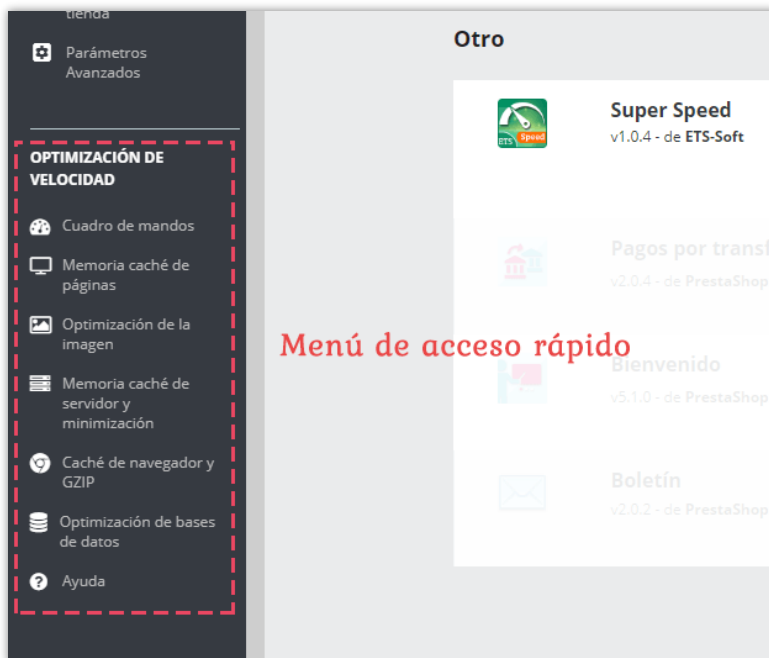 tienda
Parámetros
Avanzados
OPTIMIZACIÓN DE
VELOCIDAD
Cuadro de mandos
Memoria caché de
páginas
Optimización de la
imagen
Memoria caché de
servidor y
minimización
Caché de navegador y
GZIP
Optimización de bases
de datos
Ayuda
Otro
ETS Speed
Super Speed
v1.0.4 - de ETS-Soft
Pagos por transf
v2.0.4 - de PrestaShop
Menú de acceso rápido
Bienvenido
v5.1.0 - de PrestaShop
Boletín
v2.0.2 - de PrestaShop